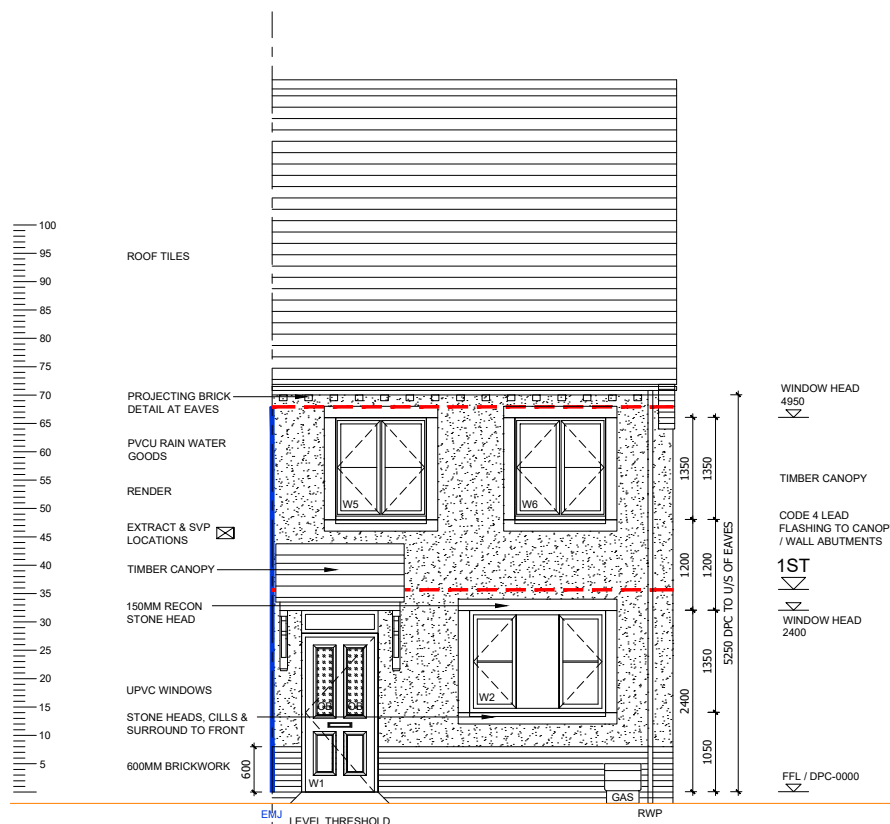 100
95
90
85
80
75
70
65
60
55
50
45
40
35
30
25
20
15
10
5
ROOF TILES
PROJECTING BRICK
DETAIL AT EAVES
PVCU RAIN WATER
GOODS
RENDER
EXTRACT & SVP
LOCATIONS
TIMBER CANOPY
150MM RECON
STONE HEAD
UPVC WINDOWS
STONE HEADS, CILLS &
SURROUND TO FRONT
600MM BRICKWORK
600
W5
W6
W2
OB OB
W1
GAS
EMJ
LEVEL THRESHOLD
RWP
1350
1200
2400
1350
1200
1350
1050
5250 DPC TO U/S OF EAVES
WINDOW HEAD
4950
TIMBER CANOPY
CODE 4 LEAD
FLASHING TO CANOP
/ WALL ABUTMENTS
1ST
WINDOW HEAD
2400
FFL / DPC-0000